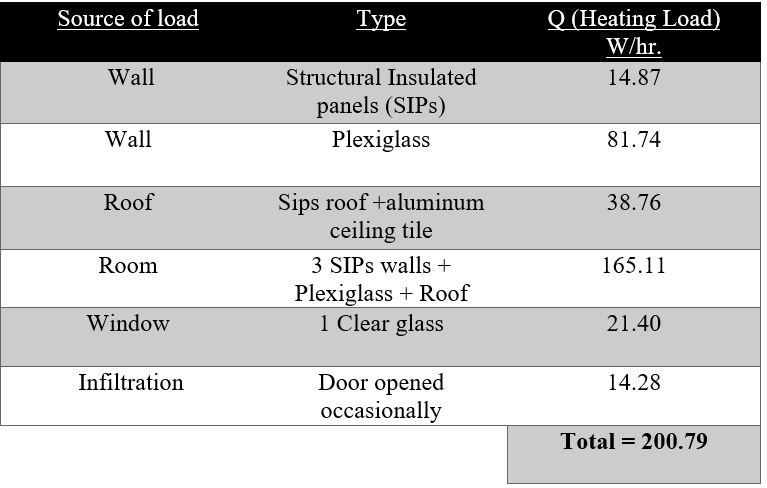 Source of load Type Q (Heating Load)
W/hr.
Wall Structural Insulated 14.87
panels (SIPs)
Wall Plexiglass 81.74
Roof Sips roof +aluminum 38.76
ceiling tile
Room 3 SIPs walls + 165.11
Plexiglass + Roof
Window 1 Clear glass 21.40
Infiltration Door opened 14.28
occasionally
Total = 200.79